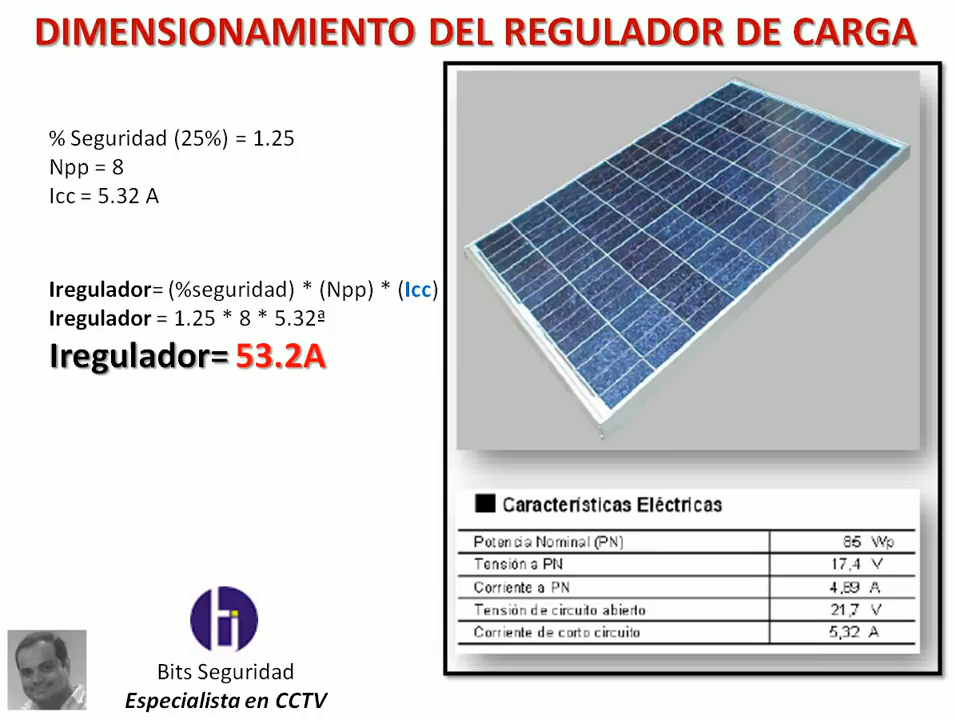 DIMENSIONAMIENTO DEL REGULADOR DE CARGA
% Seguridad (25%) = 1.25
Npp = 8
Icc = 5.32 A
Iregulador= (%seguridad) * (Npp) * (Icc)
Iregulador = 1.25 * 8 * 5.32ª
Iregulador= 53.2A
Características Eléctricas
Potencia Nominal (PN) 85 Wp
Tensión a PN 17,4 V
Corriente a PN 4,89 A
Tensión de circuito abierto 21,7 V
Corriente de corto circuito 5,32 A
Bits Seguridad
Especialista en CCTV